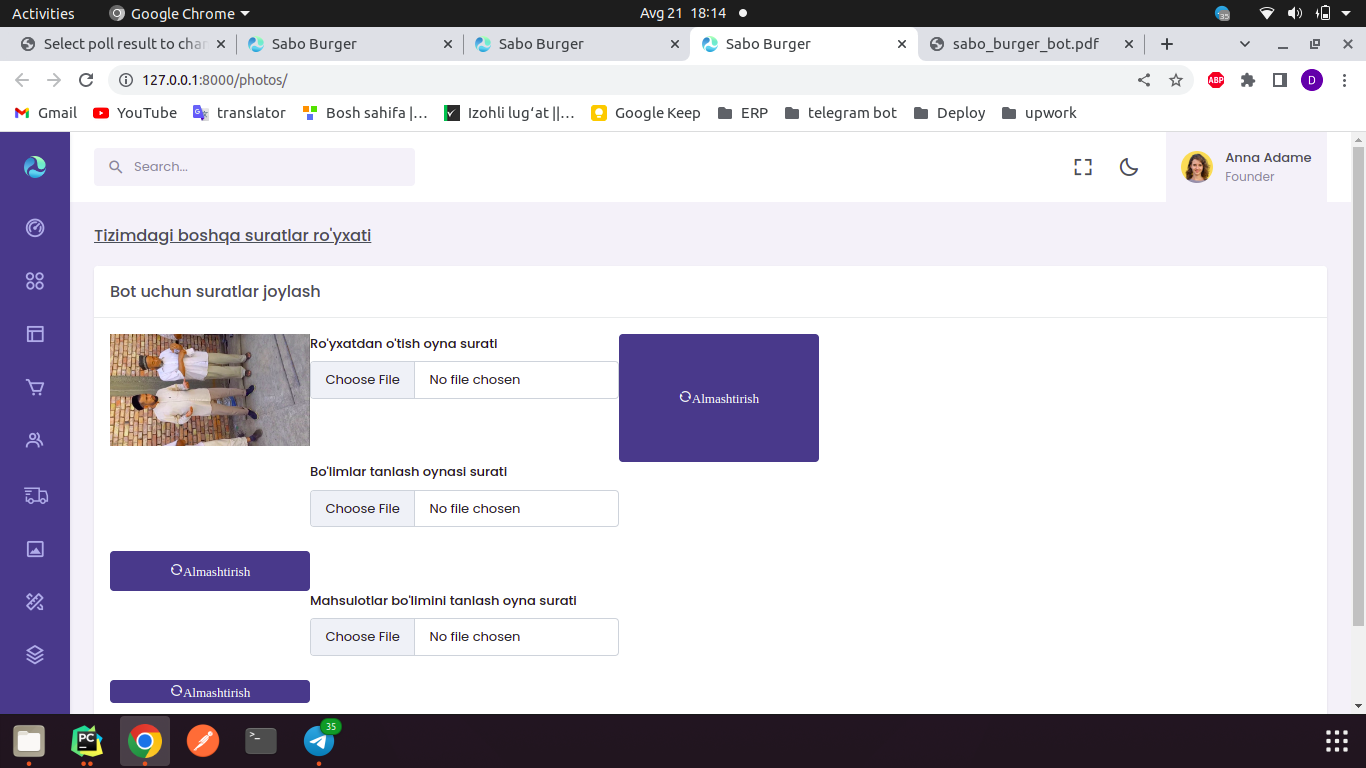 Activities
Google Chrome
Avg 21 18:14
35
Select poll result to char
Sabo Burger
Sabo Burger
Sabo Burger
sabo_burger_bot.pdf
127.0.0.1:8000/photos/
ABP
D
Gmail
YouTube
translator
Bosh sahifa |...
Izohli lugʻat ||...
Google Keep
ERP
telegram bot
Deploy
upwork
Search...
Anna Adame
Founder
Tizimdagi boshqa suratlar ro'yxati
Bot uchun suratlar joylash
Ro'yxatdan o'tish oyna surati
Choose File No file chosen
Almashtirish
Bo'limlar tanlash oynasi surati
Choose File No file chosen
Almashtirish
Mahsulotlar bo'limini tanlash oyna surati
Choose File No file chosen
Almashtirish
PC
>_
35